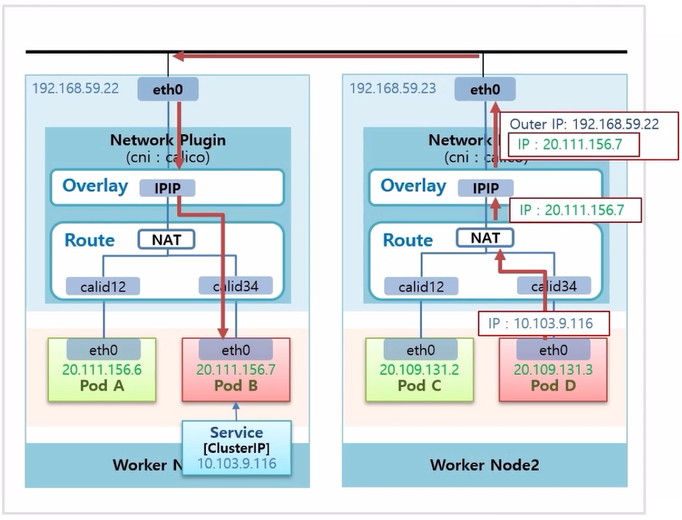 192.168.59.22
eth0
Network Plugin
(cni : calico)
Overlay
IPIP
Route
NAT
calid12
calid34
eth0
20.111.156.6
Pod A
eth0
20.111.156.7
Pod B
Service
[ClusterIP]
10.103.9.116
Worker N
192.168.59.23
eth0
Outer IP: 192.168.59.22
IP : 20.111.156.7
(cni : c
Overlay
IPIP
IP : 20.111.156.7
Route
NAT
calid12
calid34
IP : 10.103.9.116
eth0
20.109.131.2
Pod C
eth0
20.109.131.3
Pod D
Worker Node2